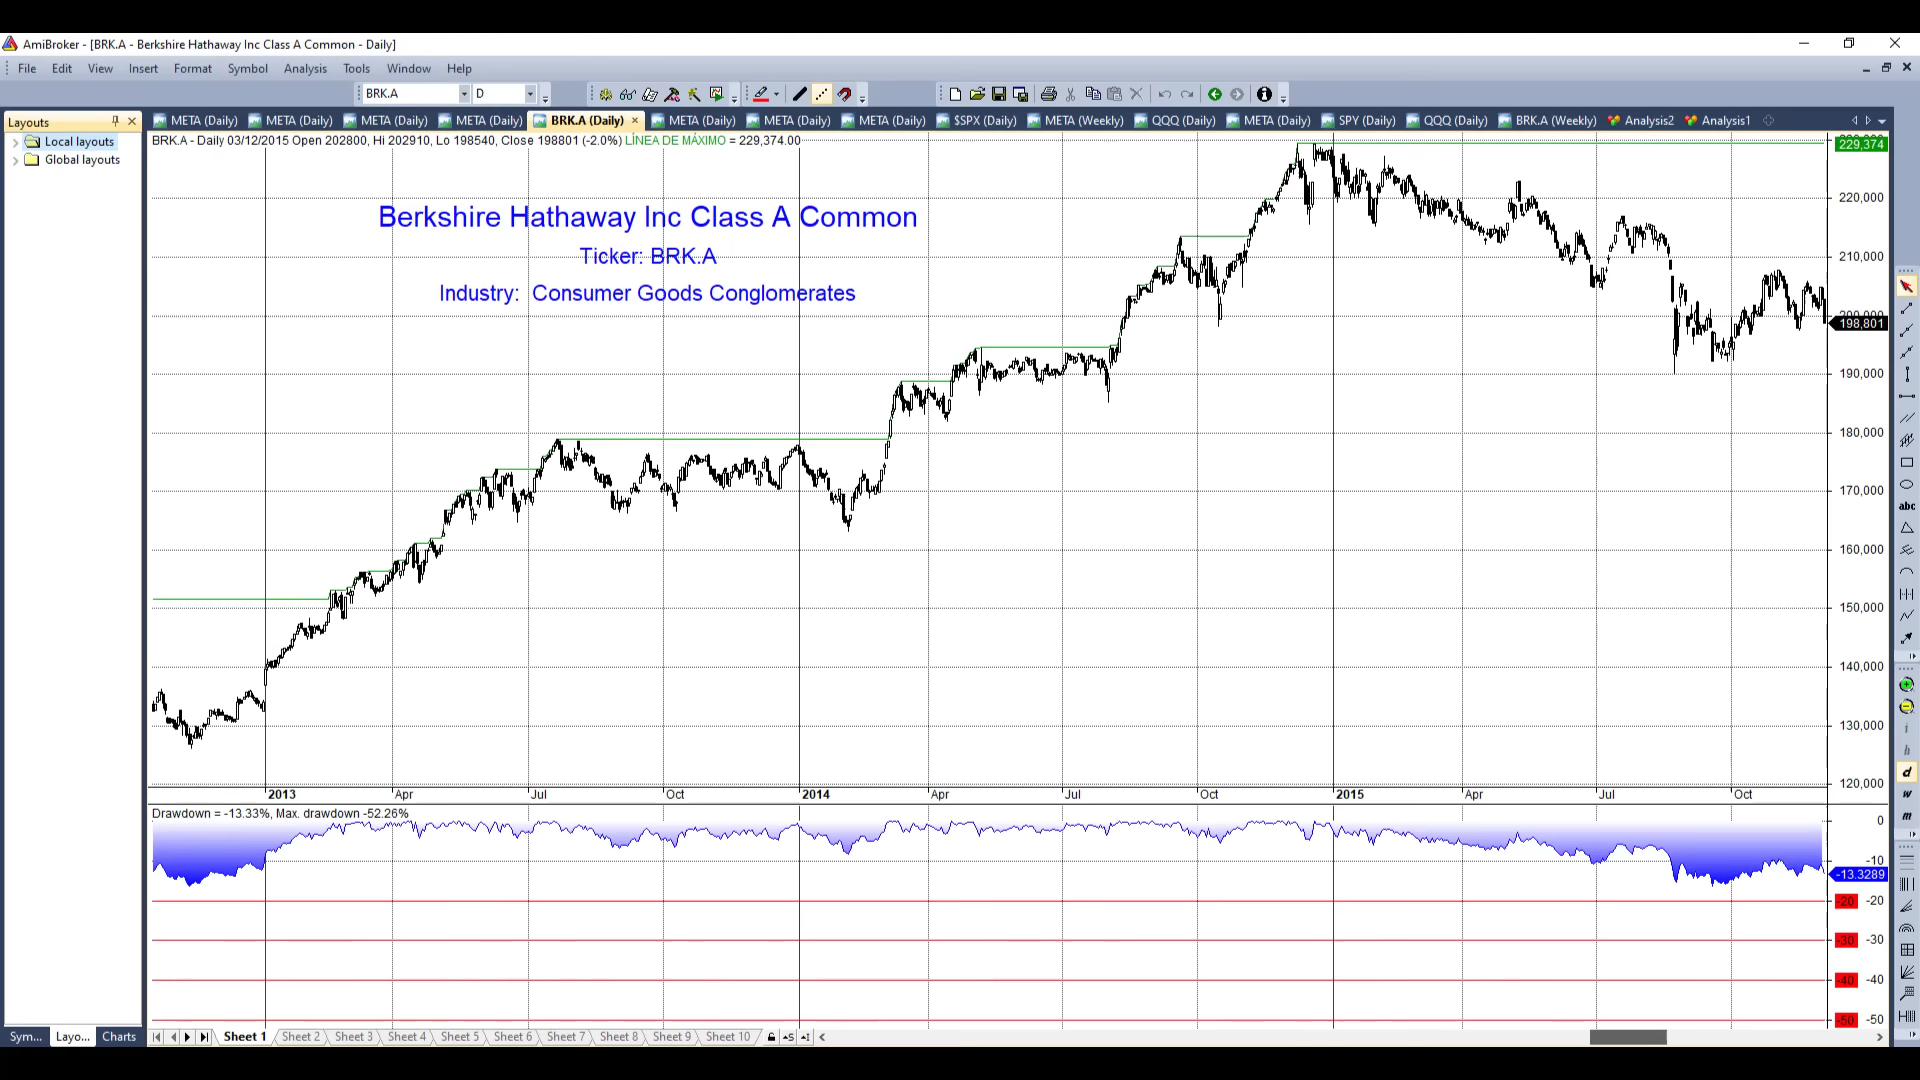 AmiBroker - [BRK.A - Berkshire Hathaway Inc Class A Common - Daily]
File Edit View Insert Format Symbol Analysis Tools Window Help
BRK.A D
Layouts
META (Daily) META (Daily) META (Daily) META (Daily) BRK.A (Daily) META (Daily) META (Daily) META (Daily) $SPX (Daily) META (Weekly) QQQ (Daily) META (Daily) SPY (Daily) QQQ (Daily) BRK.A (Weekly) Analysis2 Analysis1
Local layouts
Global layouts
BRK.A - Daily 03/12/2015 Open 202800, Hi 202910, Lo 198540, Close 198801 (-2.0%) LÍNEA DE MÁXIMO = 229,374.00
Berkshire Hathaway Inc Class A Common
Ticker: BRK.A
Industry: Consumer Goods Conglomerates
229,374
220,000
210,000
198,801
190,000
180,000
170,000
160,000
150,000
140,000
130,000
120,000
abc
i
h
d
w
m
2013 Apr Jul Oct 2014 Apr Jul Oct 2015 Apr Jul Oct
Drawdown = -13.33%, Max. drawdown -52.26%
0
-10
-13.3289
-20 -20
-30 -30
-40 -40
-50 -50
Sym... Layo... Charts
Sheet 1 Sheet 2 Sheet 3 Sheet 4 Sheet 5 Sheet 6 Sheet 7 Sheet 8 Sheet 9 Sheet 10